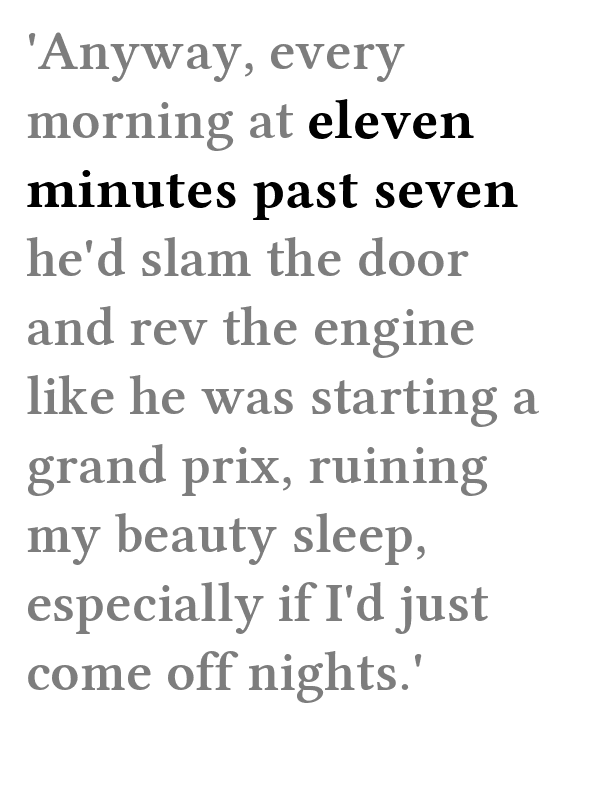 'Anyway, every
morning at eleven
minutes past seven
he'd slam the door
and rev the engine
like he was starting a
grand prix, ruining
my beauty sleep,
especially if I'd just
come off nights.'